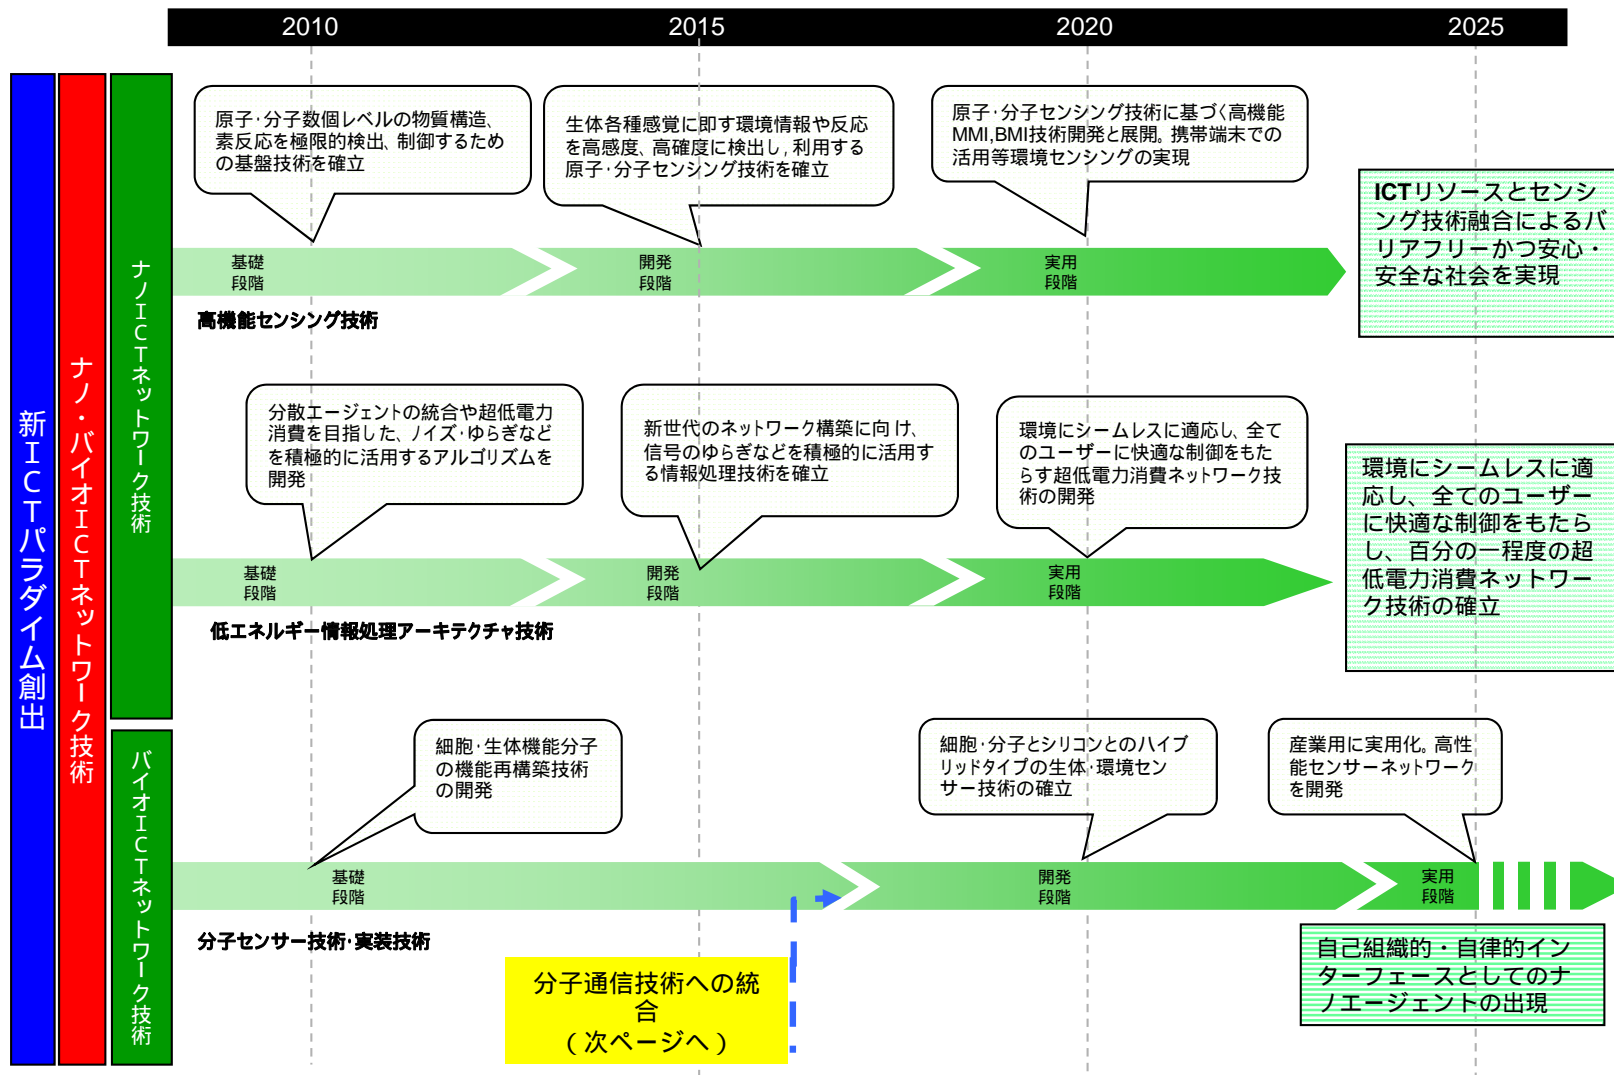 2010
2015
2020
2025
新ICTパラダイム創出
ナノ・バイオICTネットワーク技術
ナノICTネットワーク技術
原子・分子数個レベルの物質構造、
素反応を極限的検出、制御するため
の基盤技術を確立
生体各種感覚に即す環境情報や反応
を高感度、高確度に検出し,利用する
原子・分子センシング技術を確立
原子・分子センシング技術に基づく高機能
MMI,BMI技術開発と展開。携帯端末での
活用等環境センシングの実現
ICTリソースとセンシ
ング技術融合によるバ
リアフリーかつ安心・
安全な社会を実現
基礎
段階
開発
段階
実用
段階
高機能センシング技術
分散エージェントの統合や超低電力
消費を目指した、ノイズ・ゆらぎなど
を積極的に活用するアルゴリズムを
開発
新世代のネットワーク構築に向け、
信号のゆらぎなどを積極的に活用す
る情報処理技術を確立
環境にシームレスに適応し、全て
のユーザーに快適な制御をもた
らす超低電力消費ネットワーク技
術の開発
環境にシームレスに適
応し、全てのユーザー
に快適な制御をもたら
し、百分の一程度の超
低電力消費ネットワー
ク技術の確立
基礎
段階
開発
段階
実用
段階
低エネルギー情報処理アーキテクチャ技術
バイオICTネットワーク技術
細胞・生体機能分子
の機能再構築技術
の開発
細胞・分子とシリコンとのハイブ
リッドタイプの生体・環境セン
サー技術の確立
産業用に実用化。高性
能センサーネットワーク
を開発
基礎
段階
開発
段階
実用
段階
分子センサー技術・実装技術
分子通信技術への統
合
(次ページへ)
自己組織的・自律的イン
ターフェースとしてのナ
ノエージェントの出現